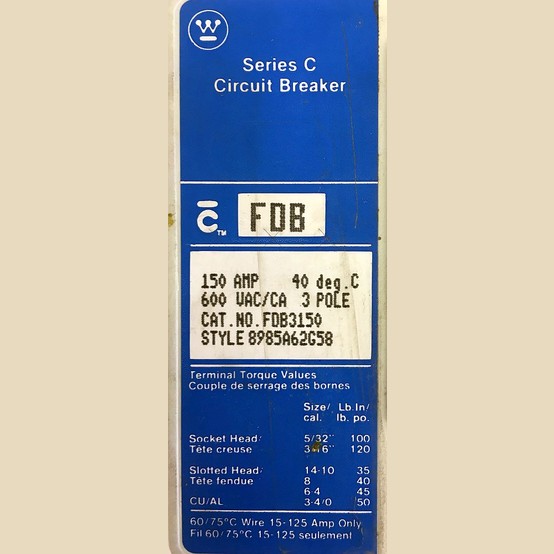 W
Series C
Circuit Breaker
C™ FDB
150 AMP 40 deg.C
600 VAC/CA 3 POLE
CAT.NO.FDB3150
STYLE 8985A62G58
Terminal Torque Values
Couple de serrage des bornes
Size/ Lb.In/
cal. lb. po.
Socket Head/ 5/32" 100
Tête creuse 3/16" 120
Slotted Head/ 14-10 35
Tête fendue 8 40
6-4 45
CU/AL 3-4/0 50
60/75°C Wire 15-125 Amp Only
Fil 60/75°C 15-125 seulement